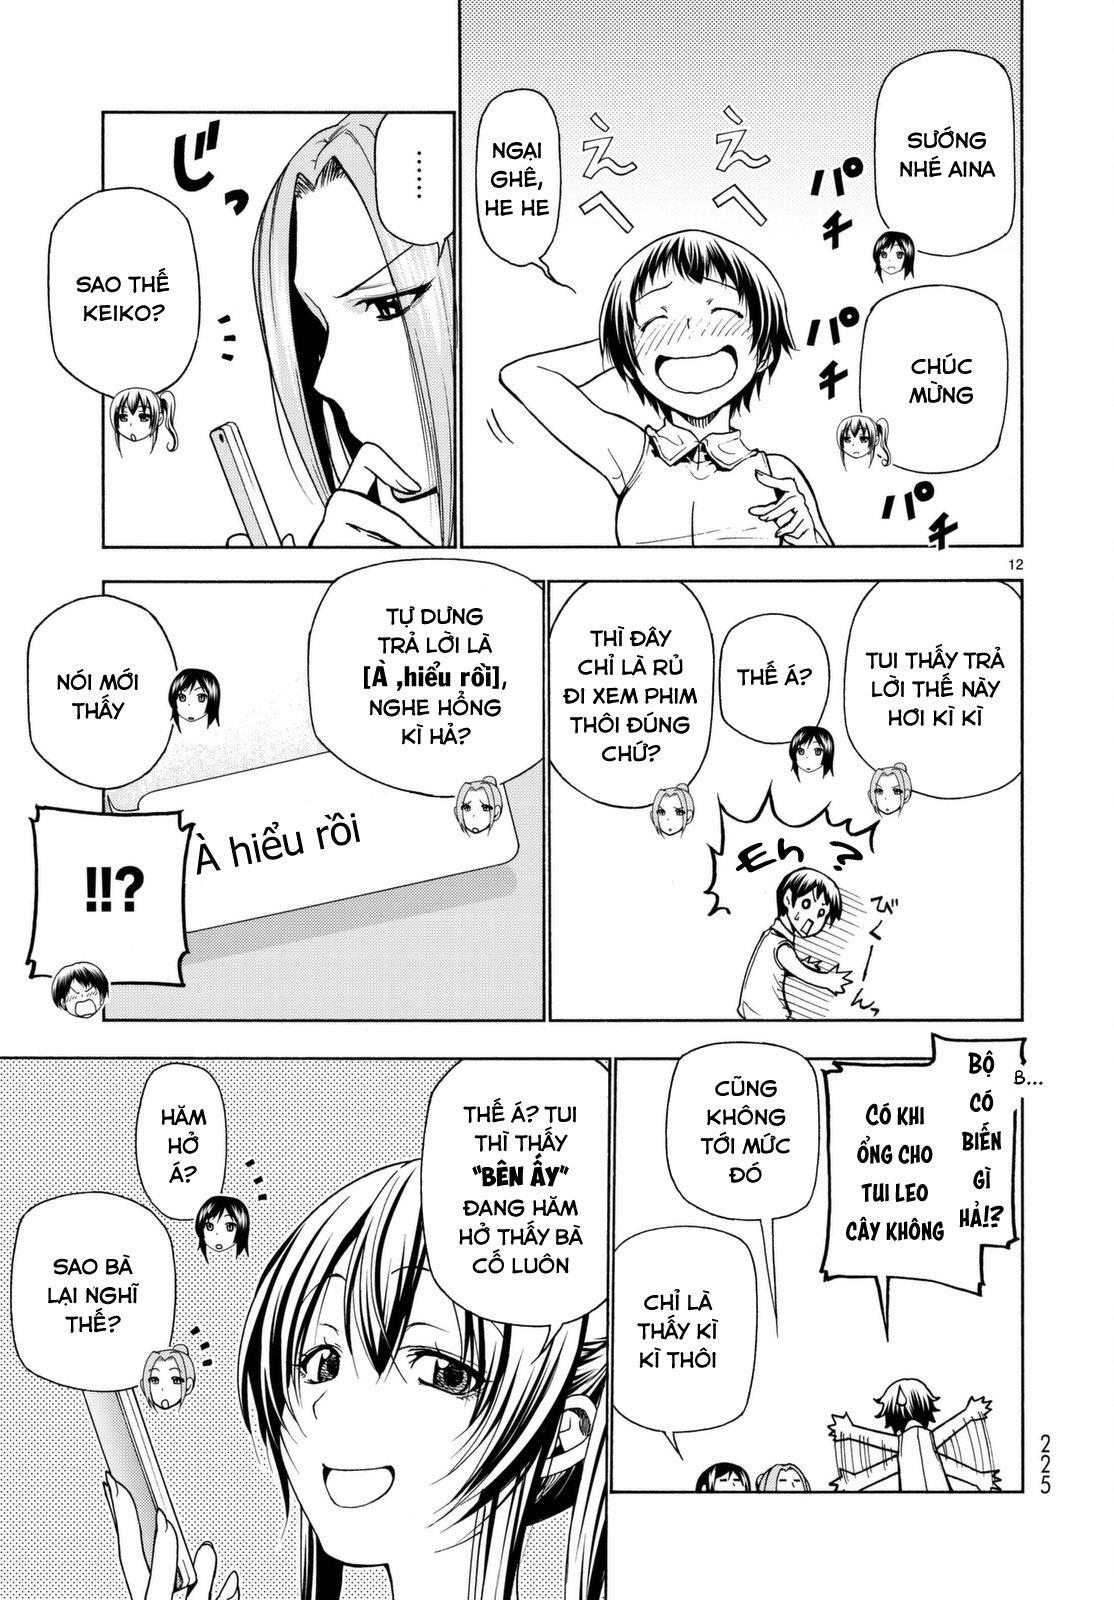 SƯỚNG
NHÉ AINA
パチ
えへ
えへ
NGẠI
GHÊ,
HE HE
CHÚC
MỪNG
パチ
パチ
.......
じっ
SAO THẾ
KEIKO?
12
TUI THẤY TRẢ
LỜI THẾ NÀY
HƠI KÌ KÌ
THẾ Á?
THÌ ĐÂY
CHỈ LÀ RỦ
ĐI XEM PHIM
THÔI ĐÚNG
CHỨ?
Eh ?
びくーん
TỰ DƯNG
TRẢ LỜI LÀ
[À ,hiểu rồi],
NGHE HỔNG
KÌ HẢ?
NÓI MỚI
THẤY
À hiểu rồi
!!?
B...
BỘ
CÓ
BIẾN
GÌ
HẢ!?
CÓ KHI
ỔNG CHO
TUI LEO
CÂY KHÔNG
CŨNG
KHÔNG
TỚI MỨC
ĐÓ
CHỈ LÀ
THẤY KÌ
KÌ THÔI
THẾ Á? TUI
THÌ THẤY
"BÊN ẤY"
ĐANG HĂM
HỞ THẤY BÀ
CỐ LUÔN
HĂM
HỞ
Á?
SAO BÀ
LẠI NGHĨ
THẾ?
225